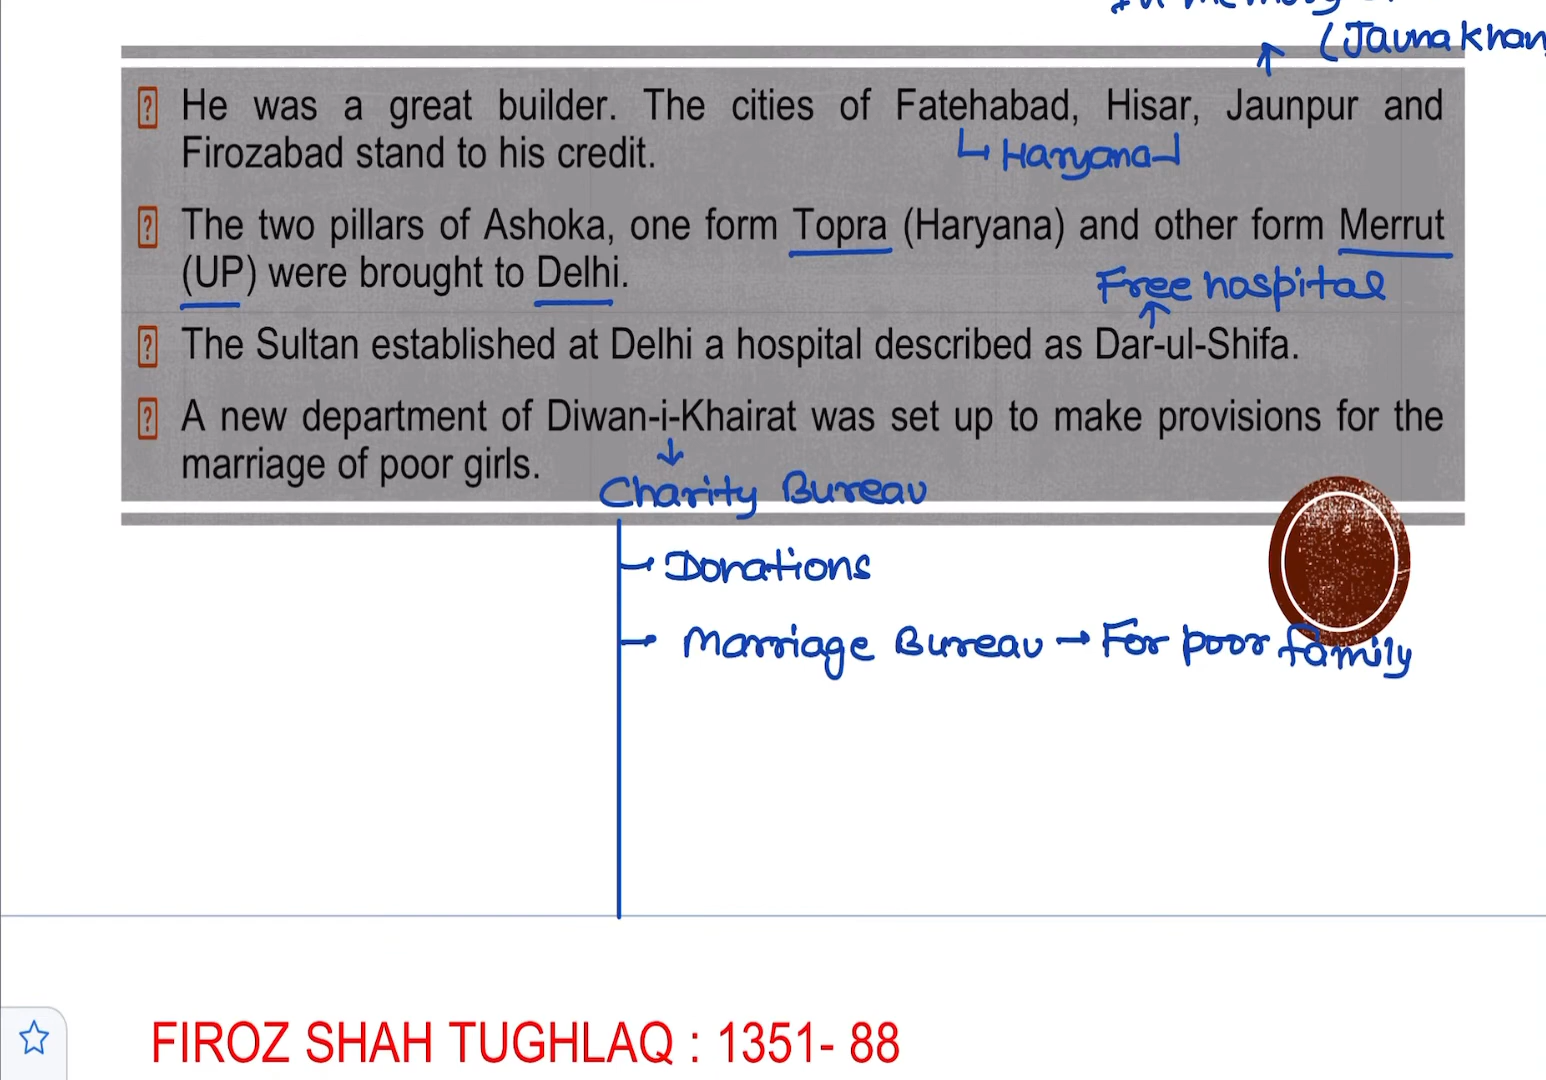 (Jauna khan
He was a great builder. The cities of Fatehabad, Hisar, Jaunpur and
Firozabad stand to his credit.
Haryana
The two pillars of Ashoka, one form Topra (Haryana) and other form Merrut
(UP) were brought to Delhi.
Free hospital
The Sultan established at Delhi a hospital described as Dar-ul-Shifa.
A new department of Diwan-i-Khairat was set up to make provisions for the
marriage of poor girls.
Charity Bureau
Donations
Marriage Bureau → For poor family
FIROZ SHAH TUGHLAQ : 1351- 88